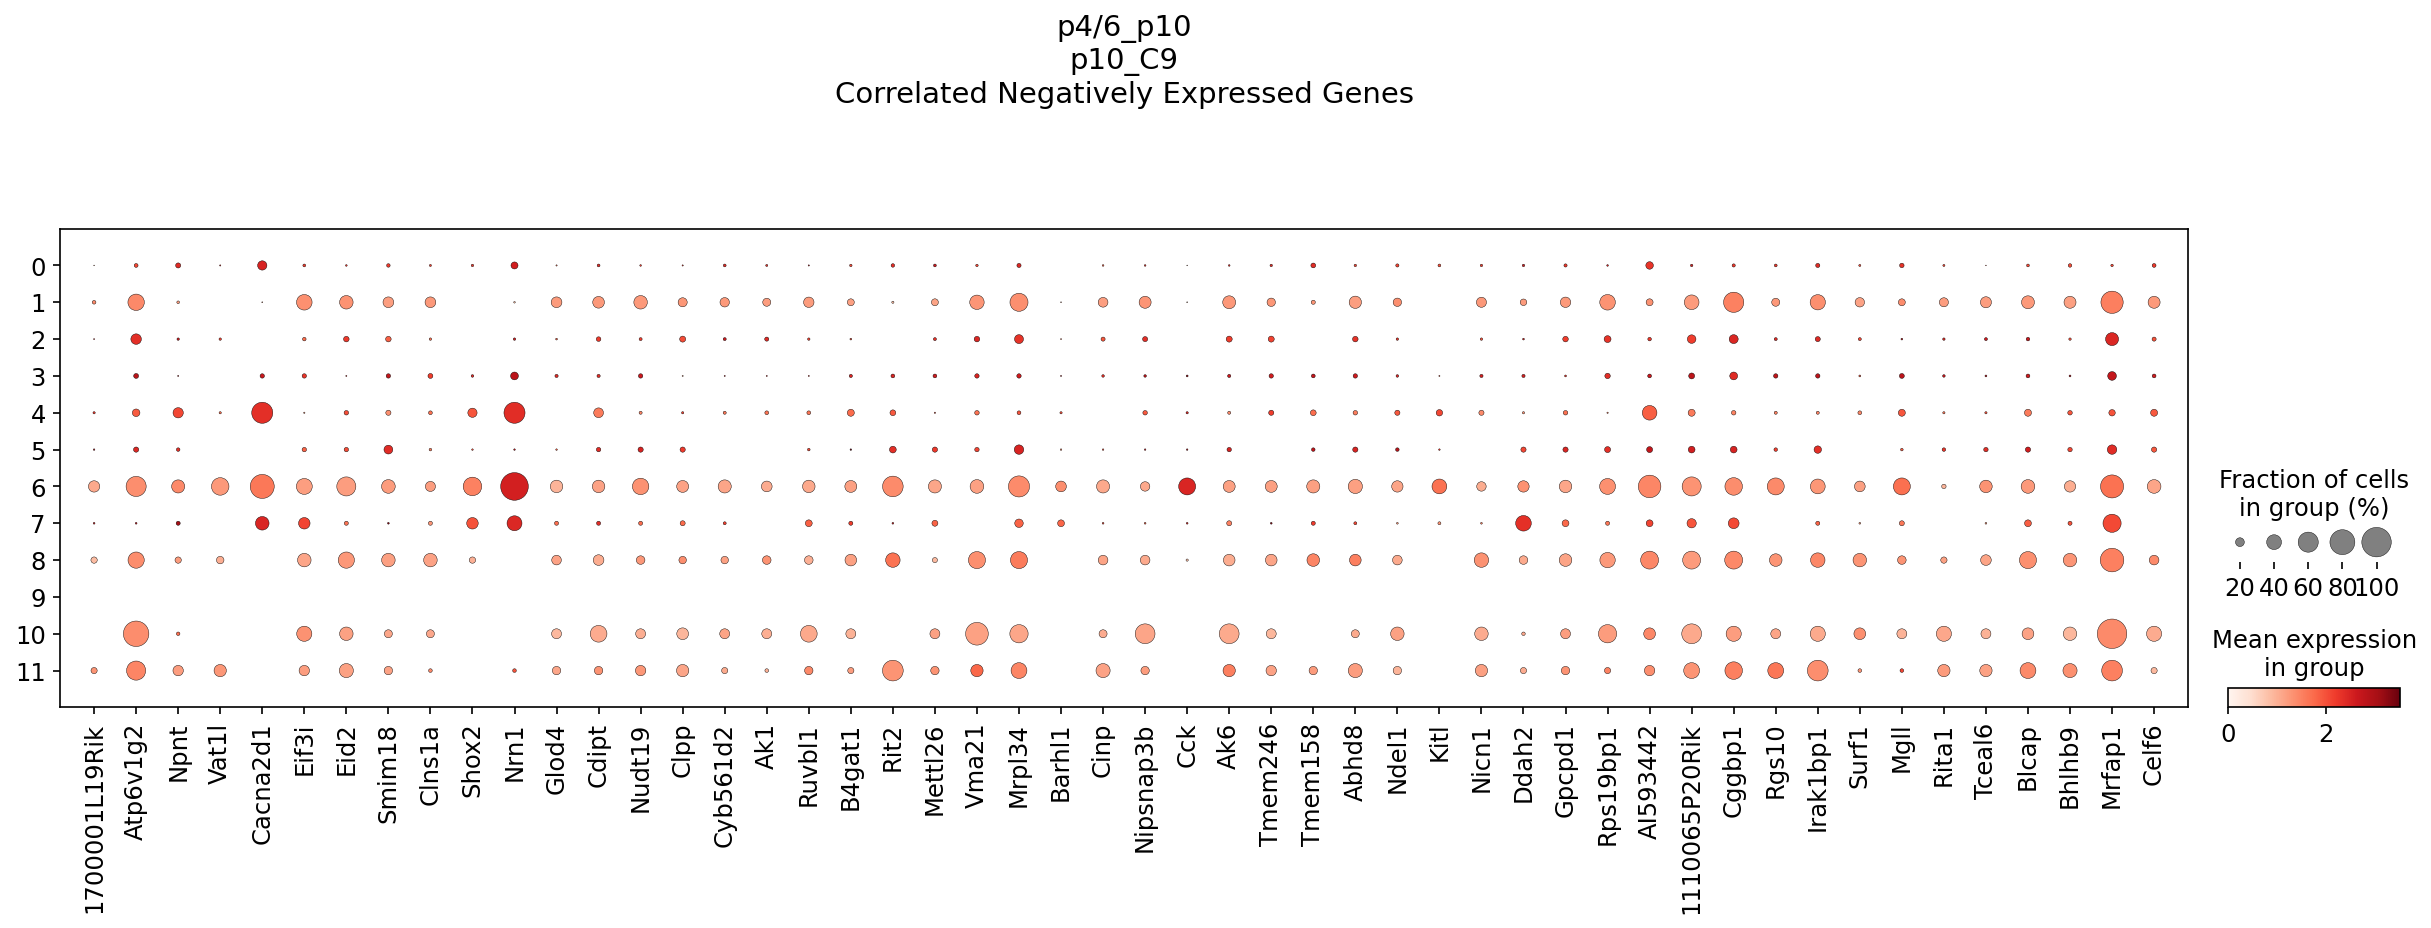 p4/6_p10
p10_C9
Correlated Negatively Expressed Genes
0
1
2
3
4
5
6
7
8
9
10
11
1700001L19Rik
Atp6v1g2
Npnt
Vat1l
Cacna2d1
Eif3i
Eid2
Smim18
Clns1a
Shox2
Nrn1
Glod4
Cdipt
Nudt19
Clpp
Cyb561d2
Ak1
Ruvbl1
B4gat1
Rit2
Mettl26
Vma21
Mrpl34
Barhl1
Cinp
Nipsnap3b
Cck
Ak6
Tmem246
Tmem158
Abhd8
Ndel1
Kitl
Nicn1
Ddah2
Gpcpd1
Rps19bp1
AI593442
1110065P20Rik
Cggbp1
Rgs10
Irak1bp1
Surf1
Mgll
Rita1
Tceal6
Blcap
Bhlhb9
Mrfap1
Celf6
Fraction of cells
in group (%)
20 40 60 80 100
Mean expression
in group
0 2